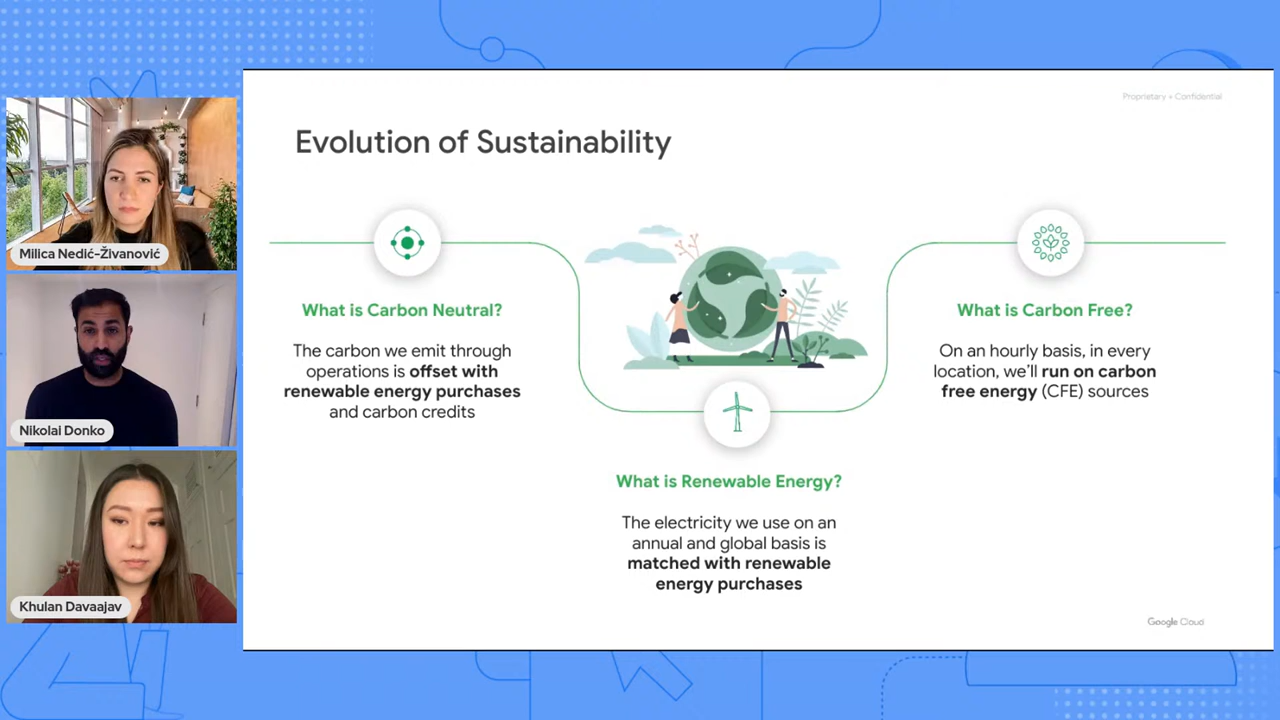 Proprietary + Confidential
Evolution of Sustainability
Milica Nedić-Živanović
Nikolai Donko
Khulan Davaajav
What is Carbon Neutral?
The carbon we emit through
operations is offset with
renewable energy purchases
and carbon credits
What is Renewable Energy?
The electricity we use on an
annual and global basis is
matched with renewable
energy purchases
What is Carbon Free?
On an hourly basis, in every
location, we'll run on carbon
free energy (CFE) sources
Google Cloud